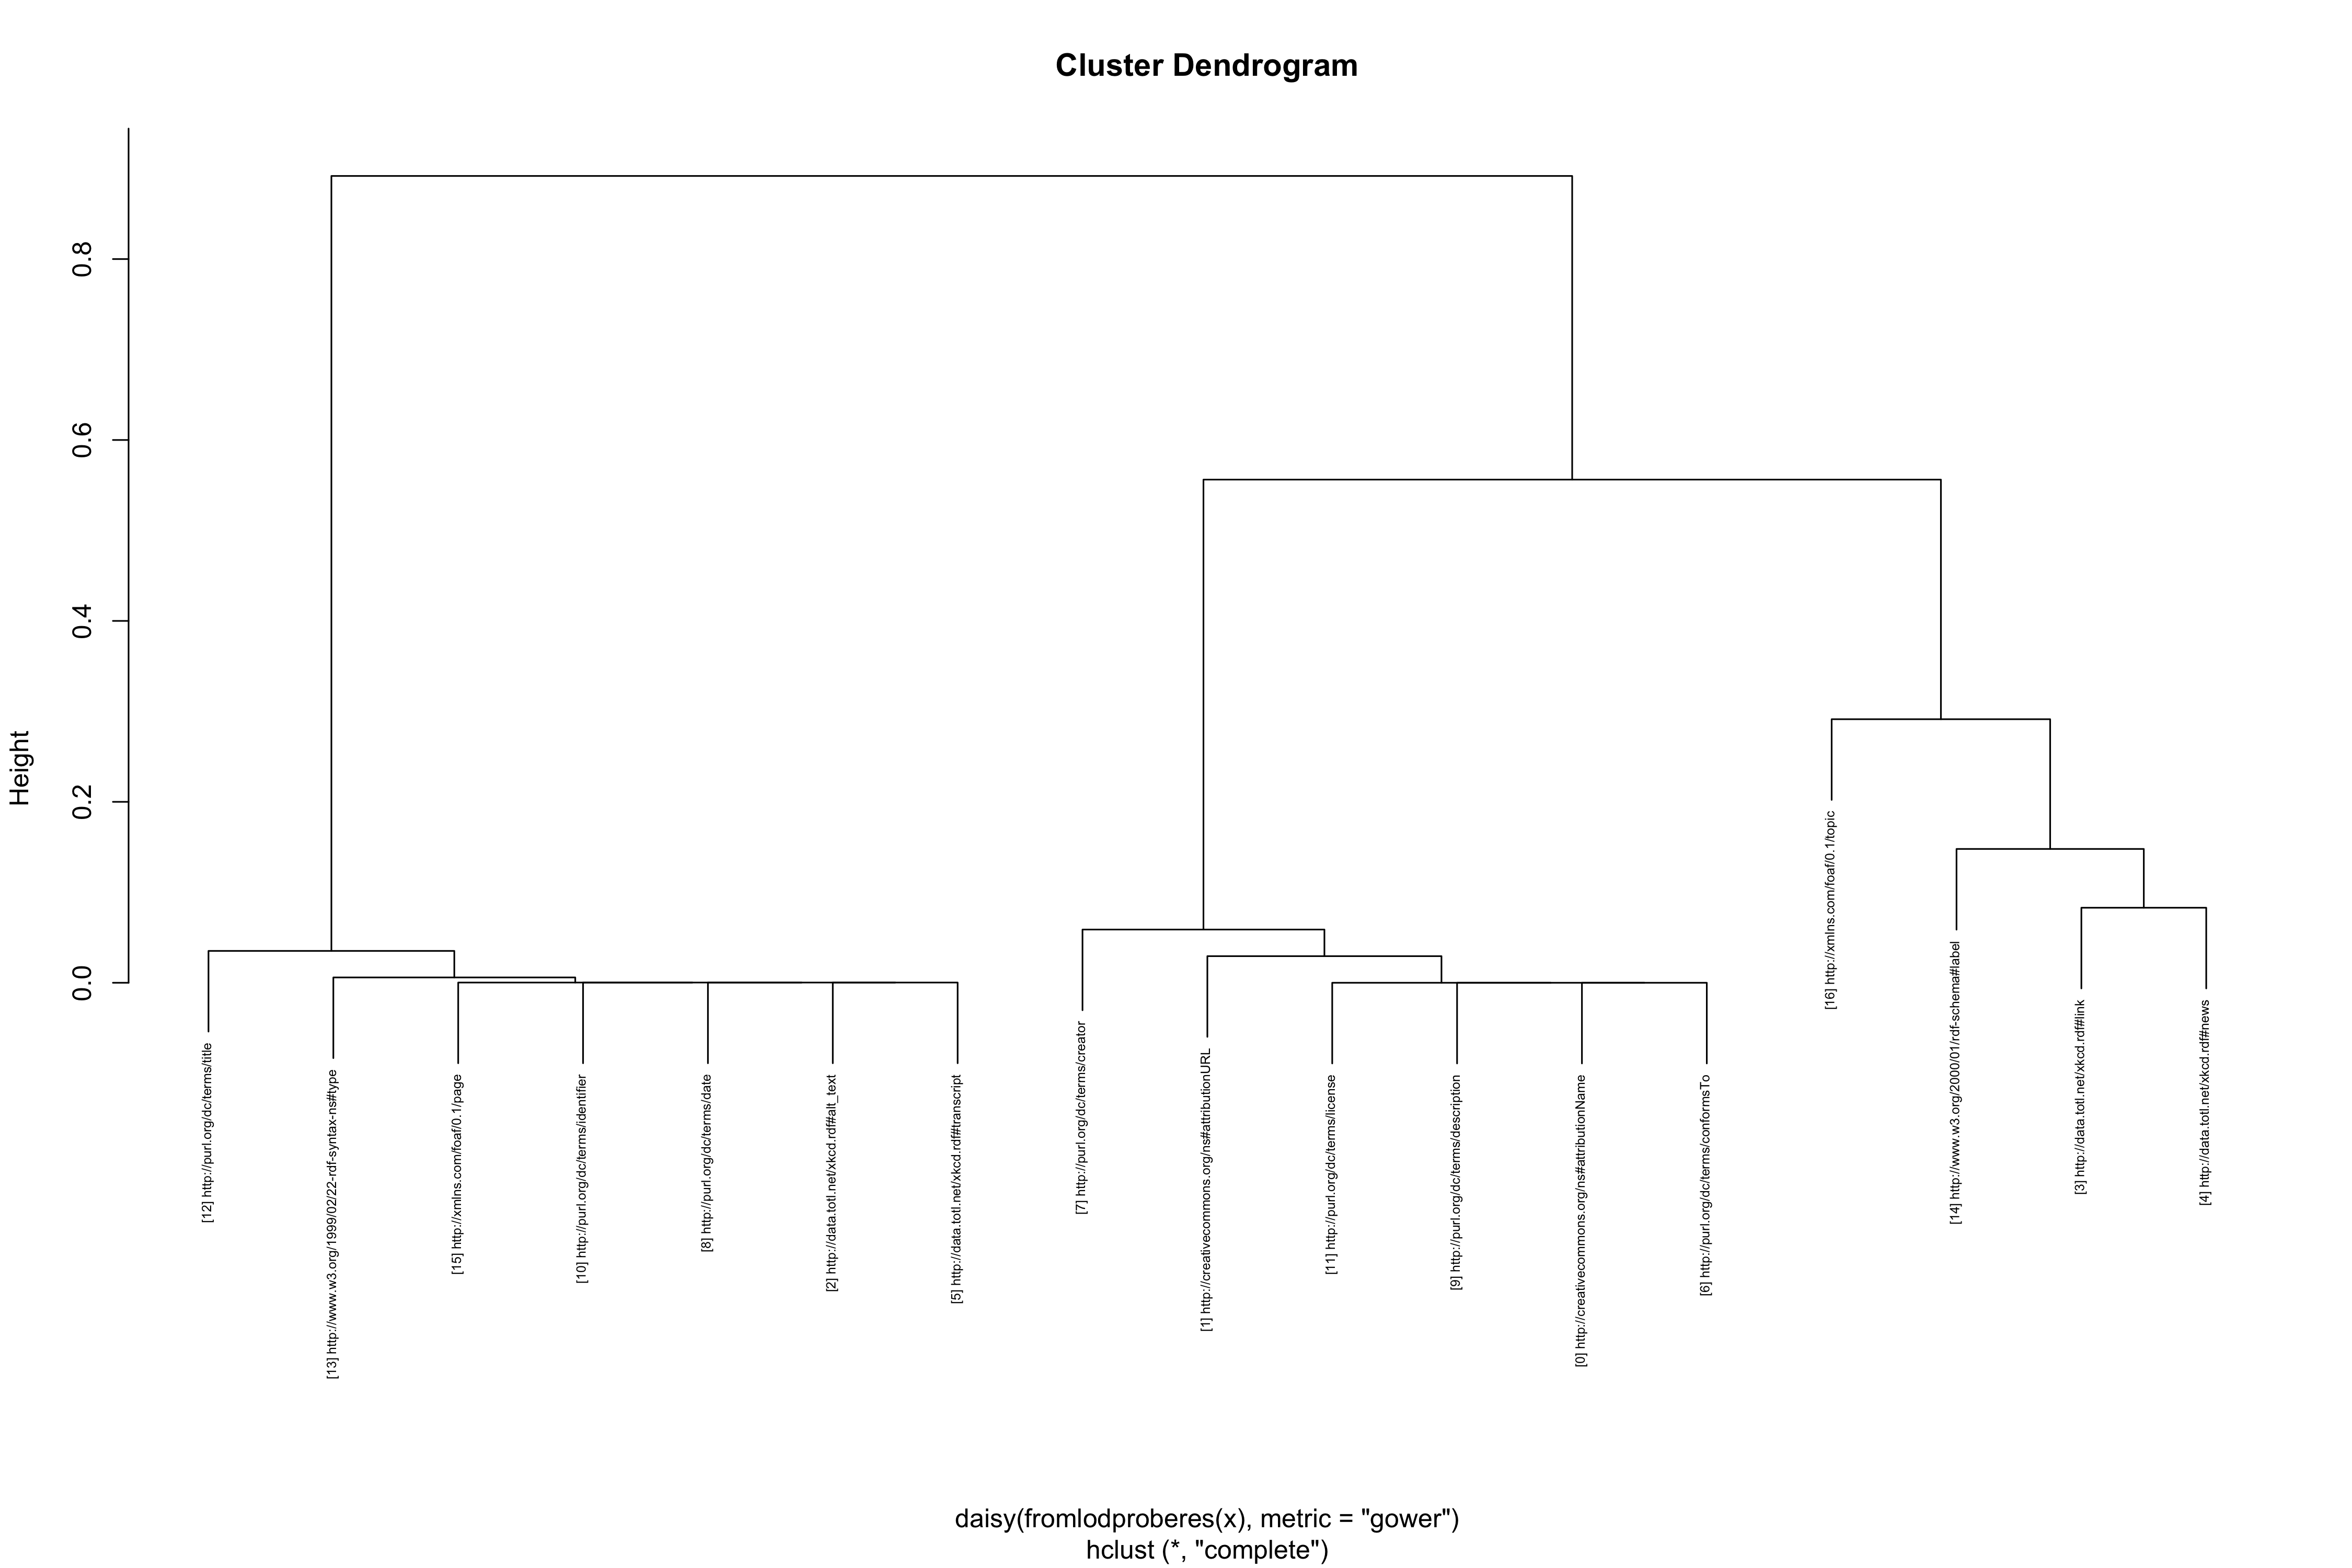 Cluster Dendrogram
Height
0.0
0.2
0.4
0.6
0.8
[12] http://purl.org/dc/terms/title
[13] http://www.w3.org/1999/02/22-rdf-syntax-ns#type
[15] http://xmlns.com/foaf/0.1/page
[10] http://purl.org/dc/terms/identifier
[8] http://purl.org/dc/terms/date
[2] http://data.totl.net/xkcd.rdf#alt_text
[5] http://data.totl.net/xkcd.rdf#transcript
[7] http://purl.org/dc/terms/creator
[1] http://creativecommons.org/ns#attributionURL
[11] http://purl.org/dc/terms/license
[9] http://purl.org/dc/terms/description
[0] http://creativecommons.org/ns#attributionName
[6] http://purl.org/dc/terms/conformsTo
[16] http://xmlns.com/foaf/0.1/topic
[14] http://www.w3.org/2000/01/rdf-schema#label
[3] http://data.totl.net/xkcd.rdf#link
[4] http://data.totl.net/xkcd.rdf#news
daisy(fromlodproberes(x), metric = "gower")
hclust (*, "complete")